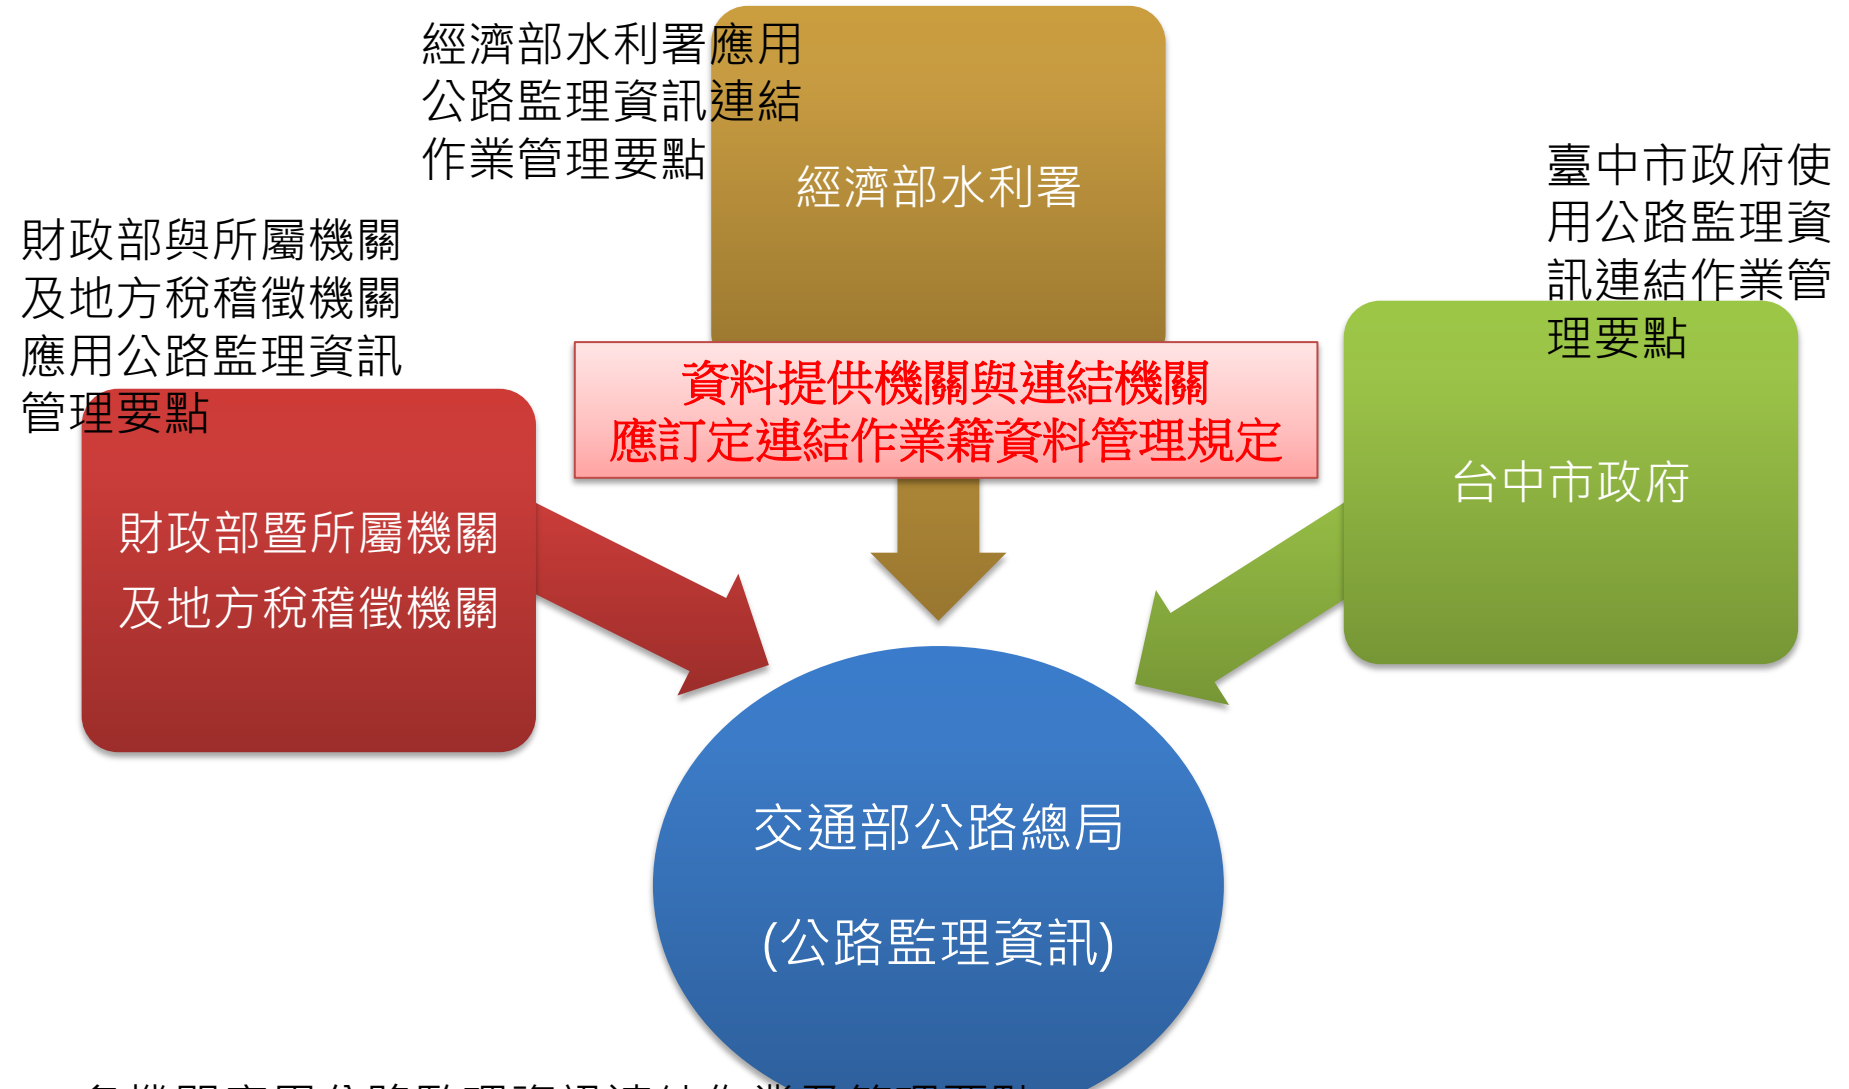 經濟部水利署應用
公路監理資訊連結
作業管理要點
經濟部水利署
臺中市政府使
用公路監理資
訊連結作業管
理要點
財政部與所屬機關
及地方稅稽徵機關
應用公路監理資訊
管理要點
資料提供機關與連結機關
應訂定連結作業籍資料管理規定
台中市政府
財政部暨所屬機關
及地方稅稽徵機關
交通部公路總局
(公路監理資訊)